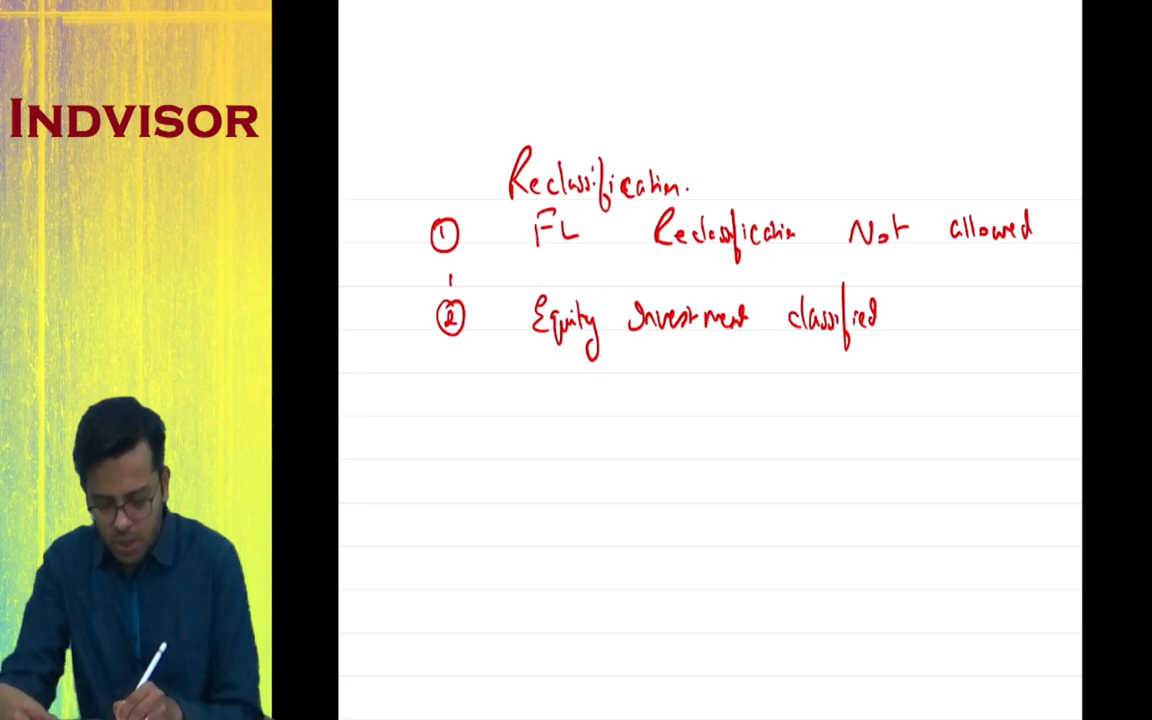 INDVISOR
Reclassification.
① FL Reclassification Not allowed
② Equity Investment classified